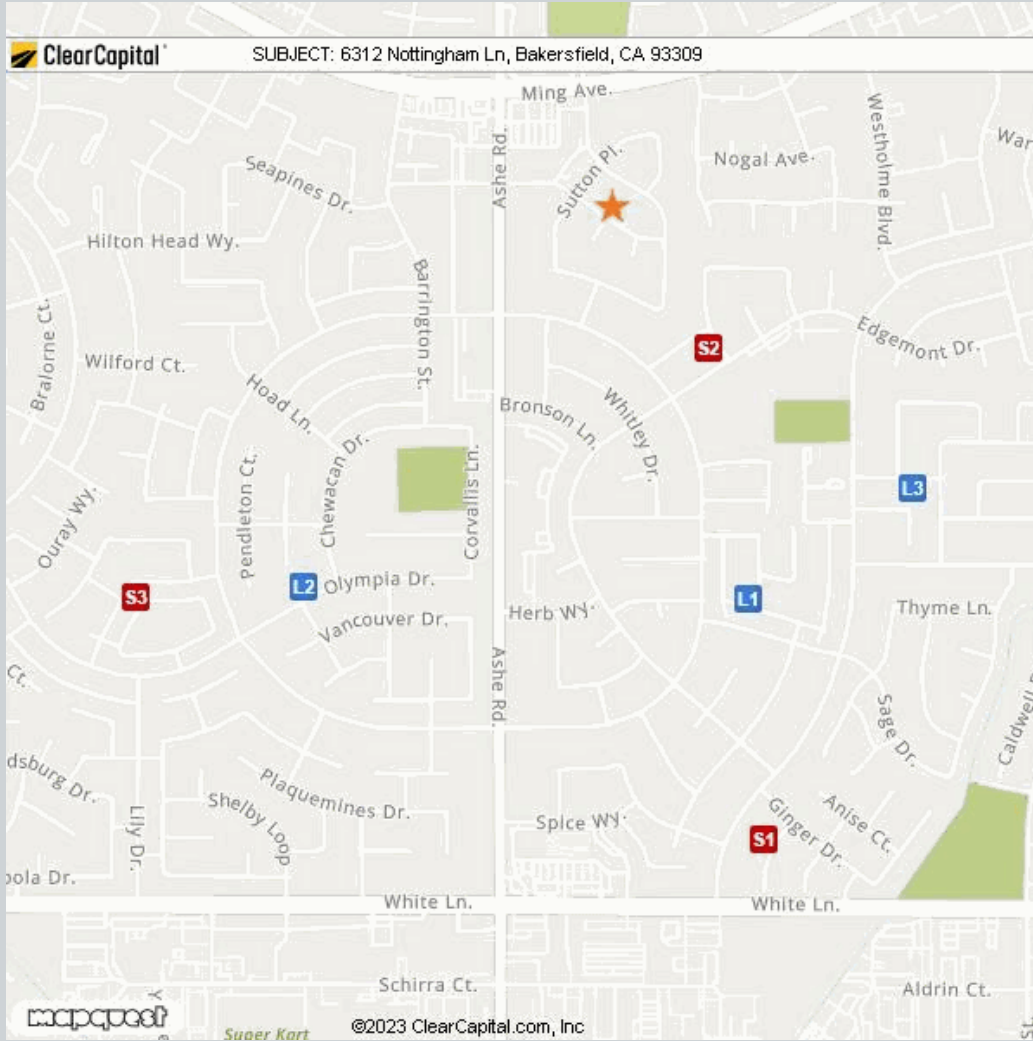 ClearCapital
SUBJECT: 6312 Nottingham Ln, Bakersfield, CA 93309
Ming Ave.
Ashe Rd.
Sutton Pl.
Nogal Ave.
Westholme Blvd.
War
Seapines Dr.
Hilton Head Wy.
Barrington St.
Bralorne Ct.
Wilford Ct.
S2
Edgemont Dr.
Hoad Ln.
Bronson Ln.
Whitley Dr.
Chewacan Dr.
Corvallis Ln.
Pendleton Ct.
Ouray Wy.
L3
S3
L2
Olympia Dr.
L1
Herb Wy.
Thyme Ln.
Vancouver Dr.
Ashe Rd.
Ct.
Sage Dr.
Caldwell
dsburg Dr.
Plaquemines Dr.
Shelby Loop
Lily Dr.
Spice Wy.
S1
Ginger Dr.
Anise Ct.
oola Dr.
White Ln.
White Ln.
Schirra Ct.
Aldrin Ct.
mapquest
Super Kart
©2023 ClearCapital.com, Inc